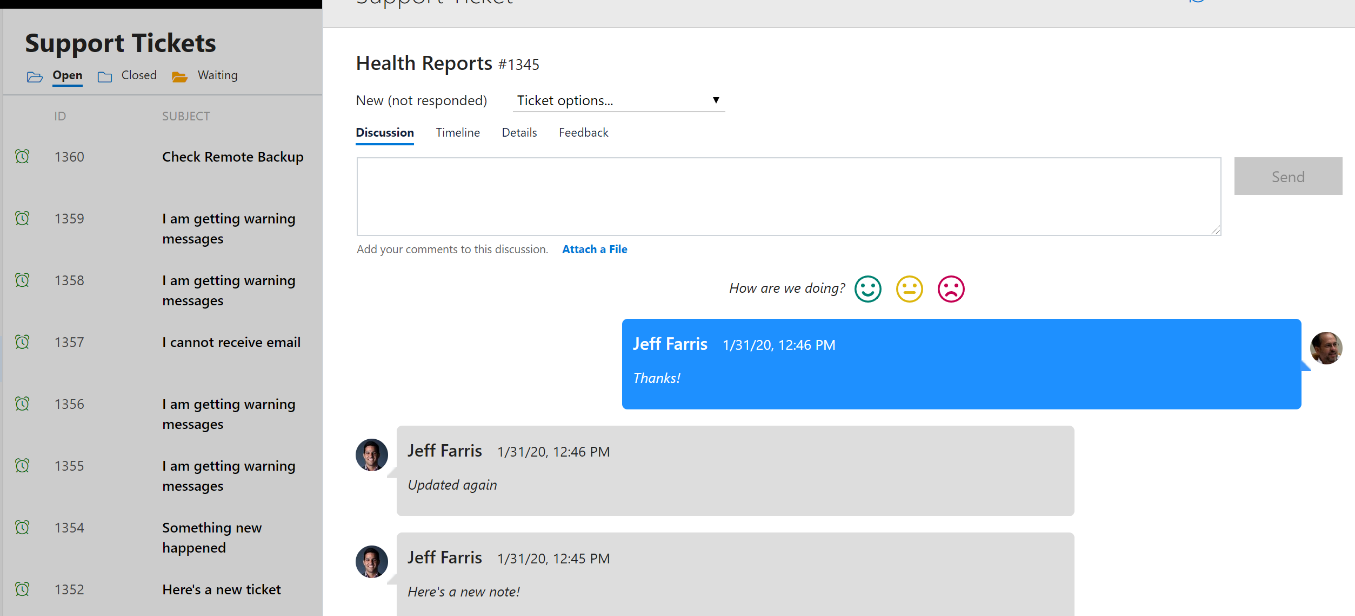 Support Ticket
Support Tickets
Open Closed Waiting
ID SUBJECT
1360 Check Remote Backup
1359 I am getting warning
messages
1358 I am getting warning
messages
1357 I cannot receive email
1356 I am getting warning
messages
1355 I am getting warning
messages
1354 Something new
happened
1352 Here's a new ticket
Health Reports #1345
New (not responded) Ticket options...
Discussion Timeline Details Feedback
Send
Add your comments to this discussion. Attach a File
How are we doing?
Jeff Farris 1/31/20, 12:46 PM
Thanks!
Jeff Farris 1/31/20, 12:46 PM
Updated again
Jeff Farris 1/31/20, 12:45 PM
Here's a new note!